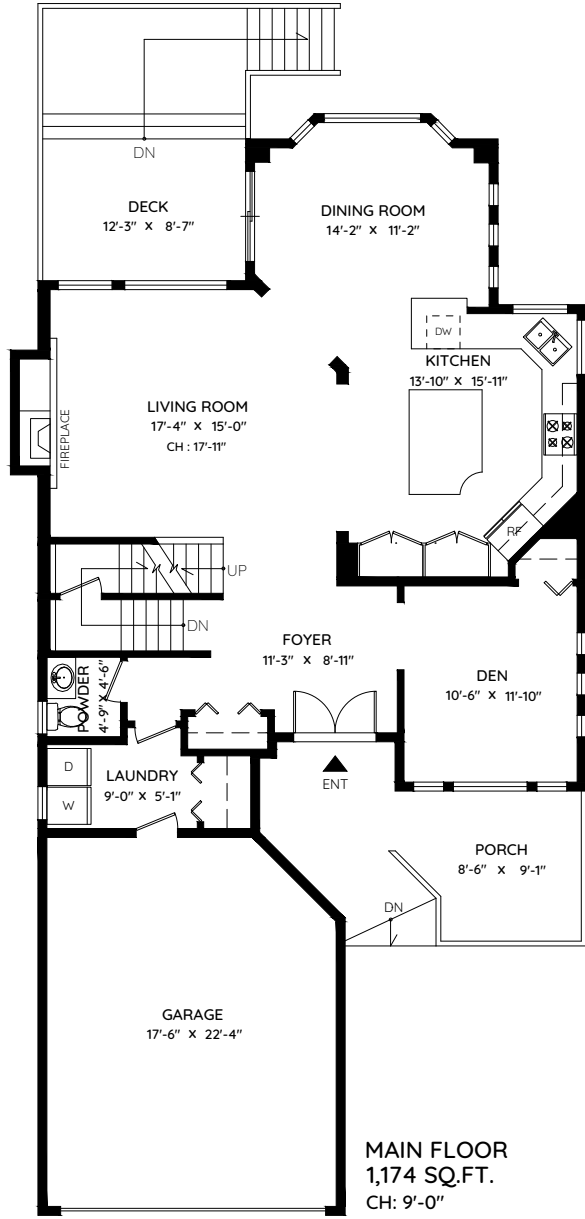 DN
DECK
12'-3" x 8'-7"
DINING ROOM
14'-2" x 11'-2"
DW
KITCHEN
13'-10" x 15'-11"
LIVING ROOM
17'-4" x 15'-0"
CH : 17'-11"
FIREPLACE
RF
UP
DN
FOYER
11'-3" x 8'-11"
DEN
10'-6" x 11'-10"
POWDER
4'-9" x 4'-6"
D
W
LAUNDRY
9'-0" x 5'-1"
ENT
PORCH
8'-6" x 9'-1"
DN
GARAGE
17'-6" x 22'-4"
MAIN FLOOR
1,174 SQ.FT.
CH: 9'-0"